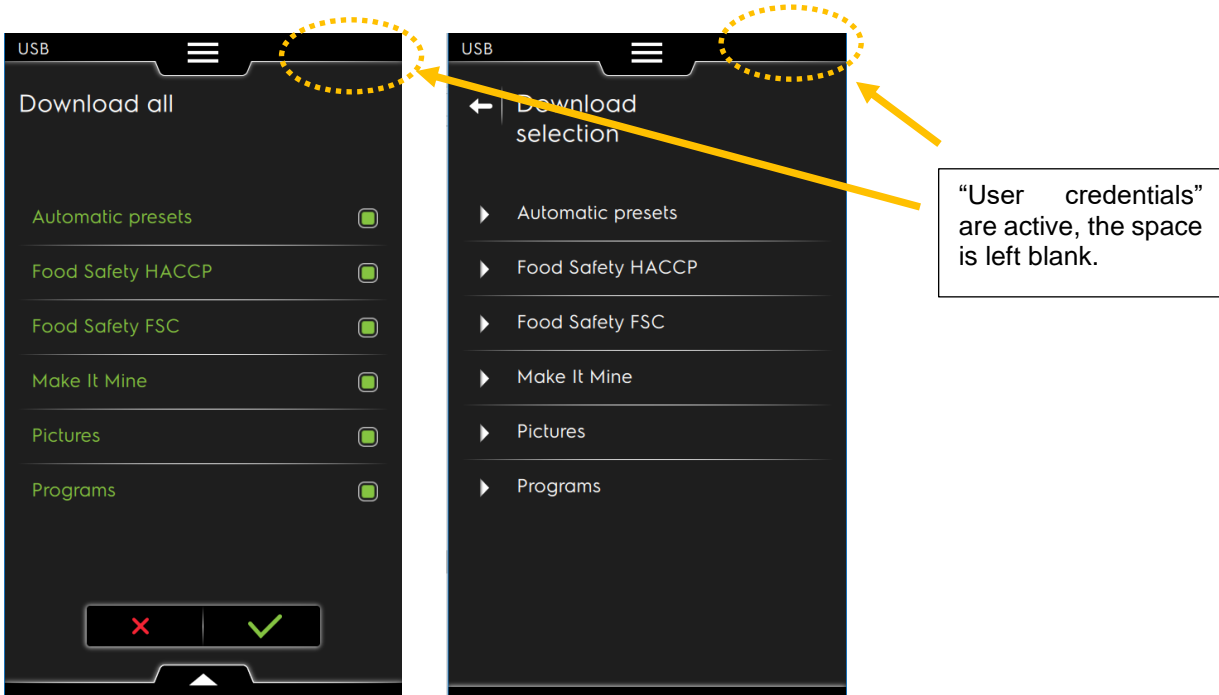 USB
Download all
Automatic presets
Food Safety HACCP
Food Safety FSC
Make It Mine
Pictures
Programs
USB
Download
selection
Automatic presets
Food Safety HACCP
Food Safety FSC
Make It Mine
Pictures
Programs
“User credentials”
are active, the space
is left blank.